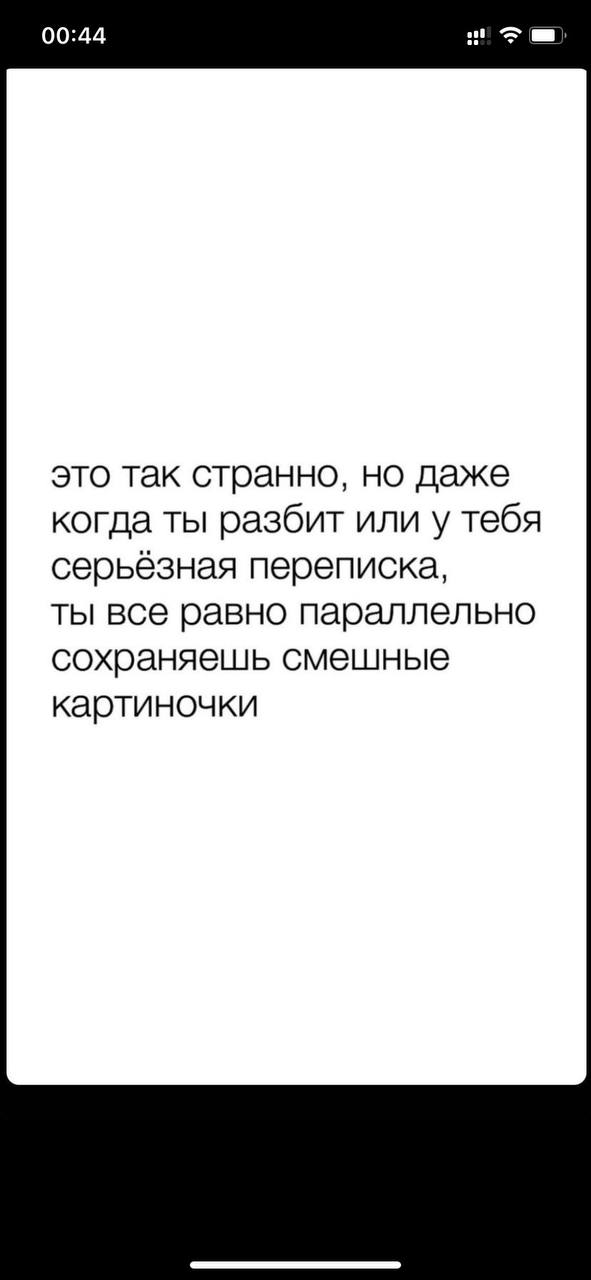 00:44
это так странно, но даже
когда ты разбит или у тебя
серьёзная переписка,
ты все равно параллельно
сохраняешь смешные
картиночки